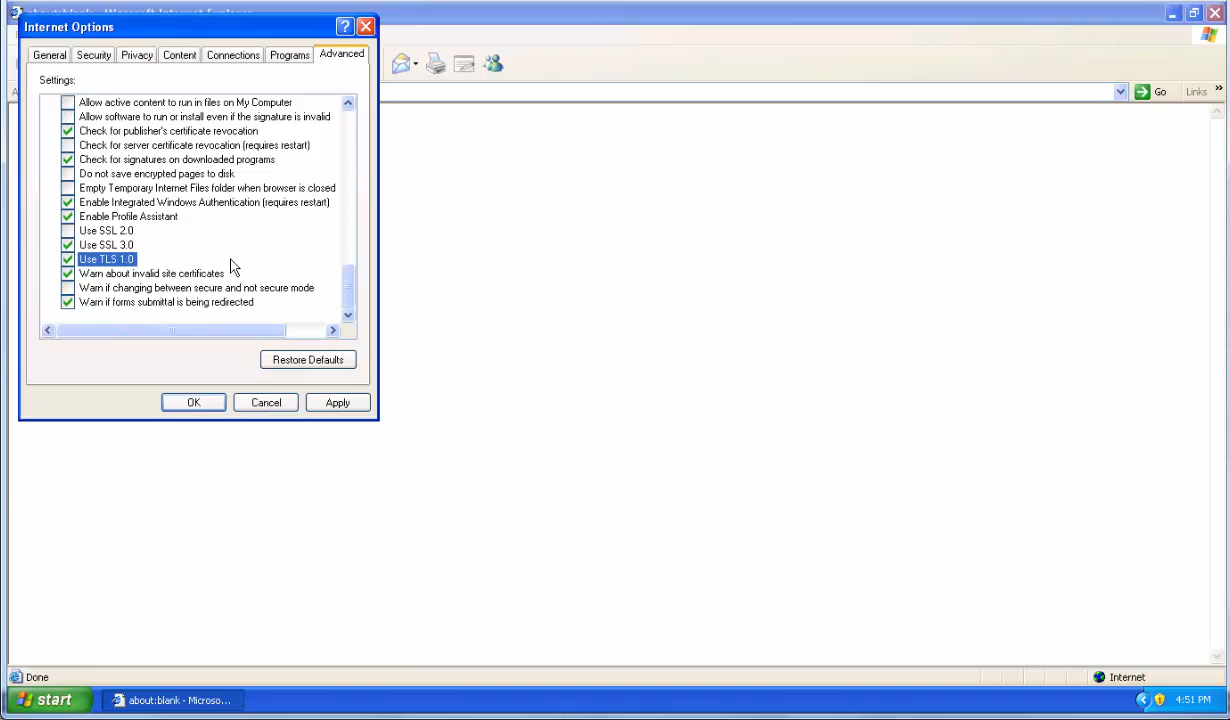 Internet Options
General Security Privacy Content Connections Programs Advanced
Settings:
Allow active content to run in files on My Computer
Allow software to run or install even if the signature is invalid
Check for publisher's certificate revocation
Check for server certificate revocation (requires restart)
Check for signatures on downloaded programs
Do not save encrypted pages to disk
Empty Temporary Internet Files folder when browser is closed
Enable Integrated Windows Authentication (requires restart)
Enable Profile Assistant
Use SSL 2.0
Use SSL 3.0
Use TLS 1.0
Warn about invalid site certificates
Warn if changing between secure and not secure mode
Warn if forms submittal is being redirected
Restore Defaults
OK Cancel Apply
Go Links »
Done
Internet
start
about:blank - Microso...
4:51 PM